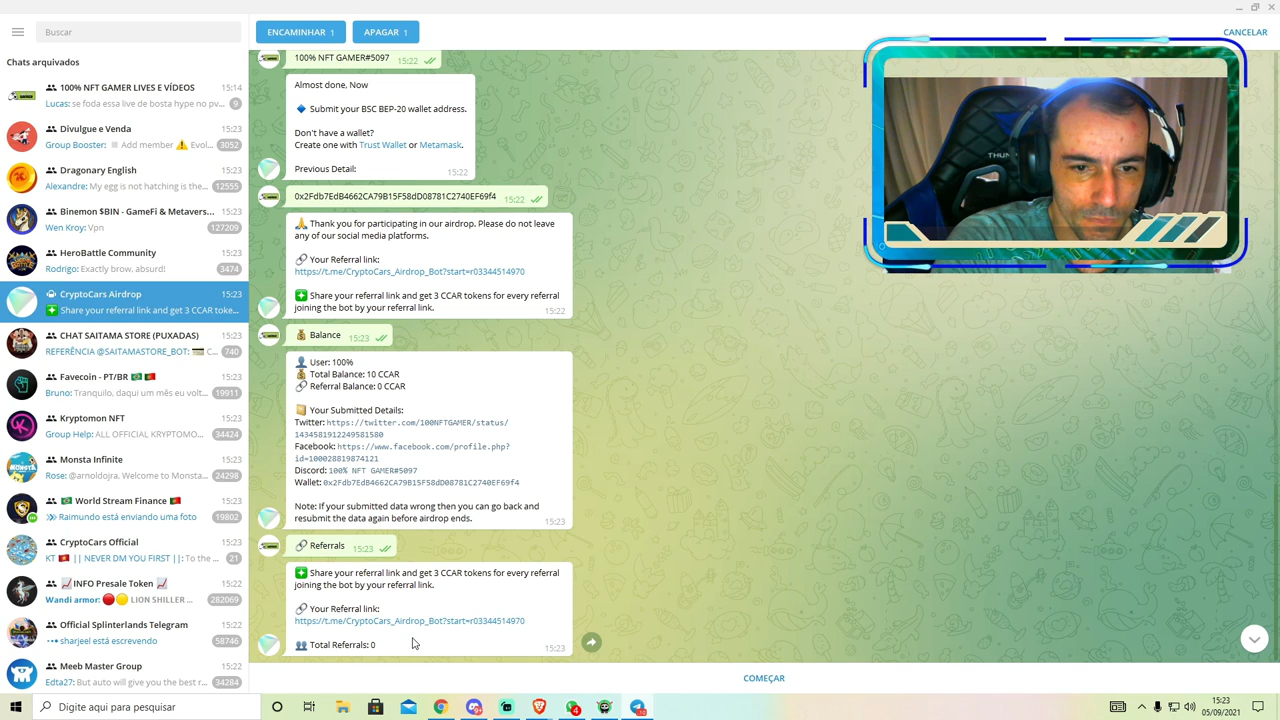 Buscar
ENCAMINHAR 1
APAGAR 1
CANCELAR
Chats arquivados
100% NFT GAMER LIVES E VÍDEOS 15:14
Lucas: se foda essa live de bosta hype no pv... 9
Divulgue e Venda 15:23
Group Booster: Add member ⚠️ Evol... 3052
Dragonary English 15:23
Alexandre: My egg is not hatching is the... 12555
Binemon $BIN - GameFi & Metavers... 15:23
Wen Kroy: Vpn 127209
HeroBattle Community 15:23
Rodrigo: Exactly brow, absurd! 3474
CryptoCars Airdrop 15:23
Share your referral link and get 3 CCAR toke...
CHAT SAITAMA STORE (PUXADAS) 15:23
REFERÊNCIA @SAITAMASTORE_BOT: 💳 C... 740
Favecoin - PT/BR 🇧🇷 🇵🇹 15:23
Bruno: Tranquilo, daqui um mês eu volt... 19911
Kryptomon NFT 15:23
Group Help: ALL OFFICIAL KRYPTOMO... 34424
Monsta Infinite 15:23
Rose: @arnoldojra. Welcome to Monsta... 24298
🇧🇷 World Stream Finance 🇵🇹 15:23
Raimundo está enviando uma foto 19802
CryptoCars Official 15:23
KT 🇻🇳 || NEVER DM YOU FIRST ||: To the ... 21
📈INFO Presale Token 📈 15:22
Wandi armor: 🔴🟡 LION SHILLER ... 282069
Official Splinterlands Telegram 15:22
sharjeel está escrevendo 58746
Meeb Master Group 15:22
Edta27: But auto will give you the best r... 34284
100% NFT GAMER#5097 15:22
Almost done, Now
🔹 Submit your BSC BEP-20 wallet address.
Don't have a wallet?
Create one with Trust Wallet or Metamask.
Previous Detail: 15:22
0x2Fdb7EdB4662CA79B15F58dD08781C2740EF69f4 15:22
🙏 Thank you for participating in our airdrop. Please do not leave
any of our social media platforms.
🔗 Your Referral link:
https://t.me/CryptoCars_Airdrop_Bot?start=r03344514970
Share your referral link and get 3 CCAR tokens for every referral
joining the bot by your referral link. 15:22
💰 Balance 15:23
👤 User: 100%
💰 Total Balance: 10 CCAR
🔗 Referral Balance: 0 CCAR
📒 Your Submitted Details:
Twitter: https://twitter.com/100NFTGAMER/status/
1434581912249581580
Facebook: https://www.facebook.com/profile.php?
id=100028819874121
Discord: 100% NFT GAMER#5097
Wallet: 0x2Fdb7EdB4662CA79B15F58dD08781C2740EF69f4
Note: If your submitted data wrong then you can go back and
resubmit the data again before airdrop ends. 15:23
🔗 Referrals 15:23
Share your referral link and get 3 CCAR tokens for every referral
joining the bot by your referral link.
🔗 Your Referral link:
https://t.me/CryptoCars_Airdrop_Bot?start=r03344514970
👥 Total Referrals: 0 15:23
COMEÇAR
THUN
Digite aqui para pesquisar
4
15:23
05/09/2021